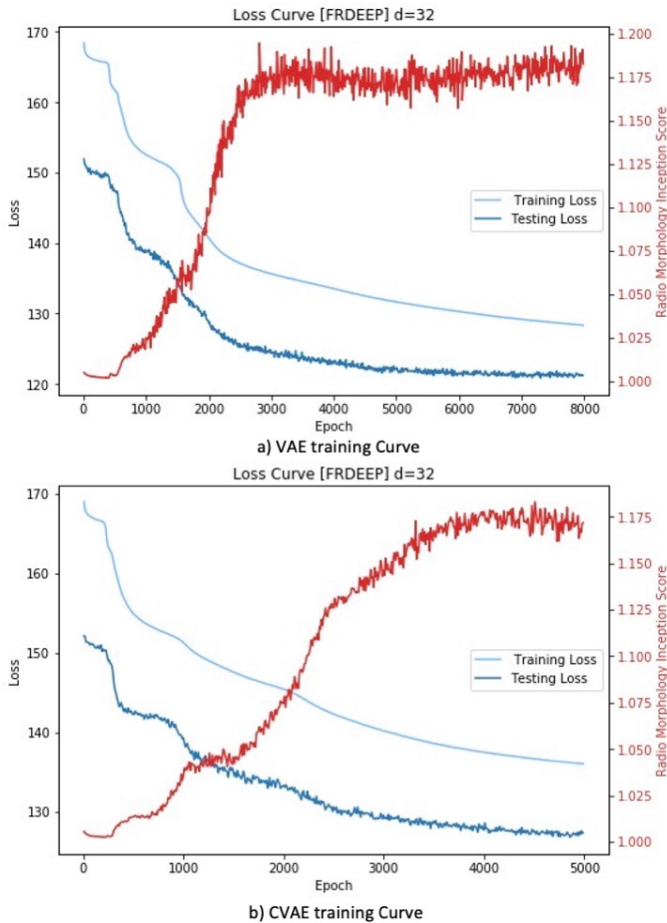 Loss Curve [FRDEEP] d=32
170
160
150
140
130
120
Loss
1.200
1.175
1.150
1.125
1.100
1.075
1.050
1.025
1.000
Radio Morphology Inception Score
Training Loss
Testing Loss
0 1000 2000 3000 4000 5000 6000 7000 8000
Epoch
a) VAE training Curve
Loss Curve [FRDEEP] d=32
170
160
150
140
130
Loss
1.175
1.150
1.125
1.100
1.075
1.050
1.025
1.000
Radio Morphology Inception Score
Training Loss
Testing Loss
0 1000 2000 3000 4000 5000
Epoch
b) CVAE training Curve